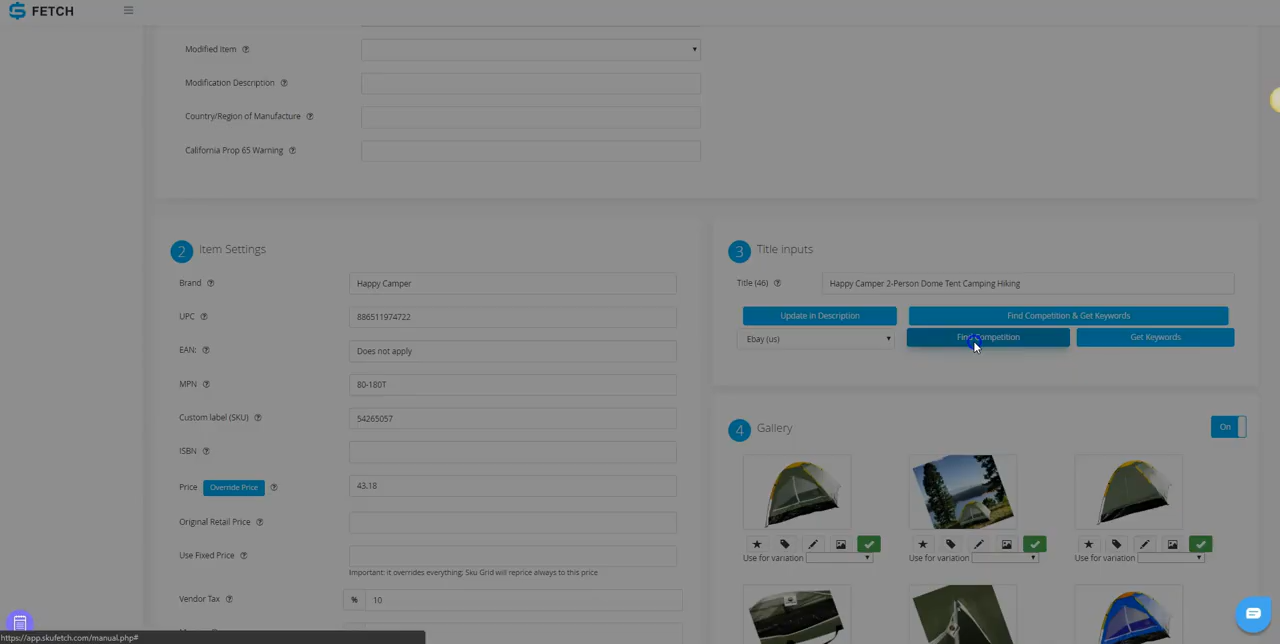 FETCH
Modified Item
Modification Description
Country/Region of Manufacture
California Prop 65 Warning
2 Item Settings
Brand
Happy Camper
UPC
886511974722
EAN:
Does not apply
MPN
80-180T
Custom label (SKU)
54265057
ISBN
Price Override Price
43.18
Original Retail Price
Use Fixed Price
Important: it overrides everything; Sku Grid will reprice always to this price
Vendor Tax
% 10
3 Title inputs
Title (46)
Happy Camper 2-Person Dome Tent Camping Hiking
Update in Description
Find Competition & Get Keywords
Ebay (us)
Find Competition
Get Keywords
4 Gallery
On
Use for variation
Use for variation
Use for variation
https://app.skufetch.com/manual.php#